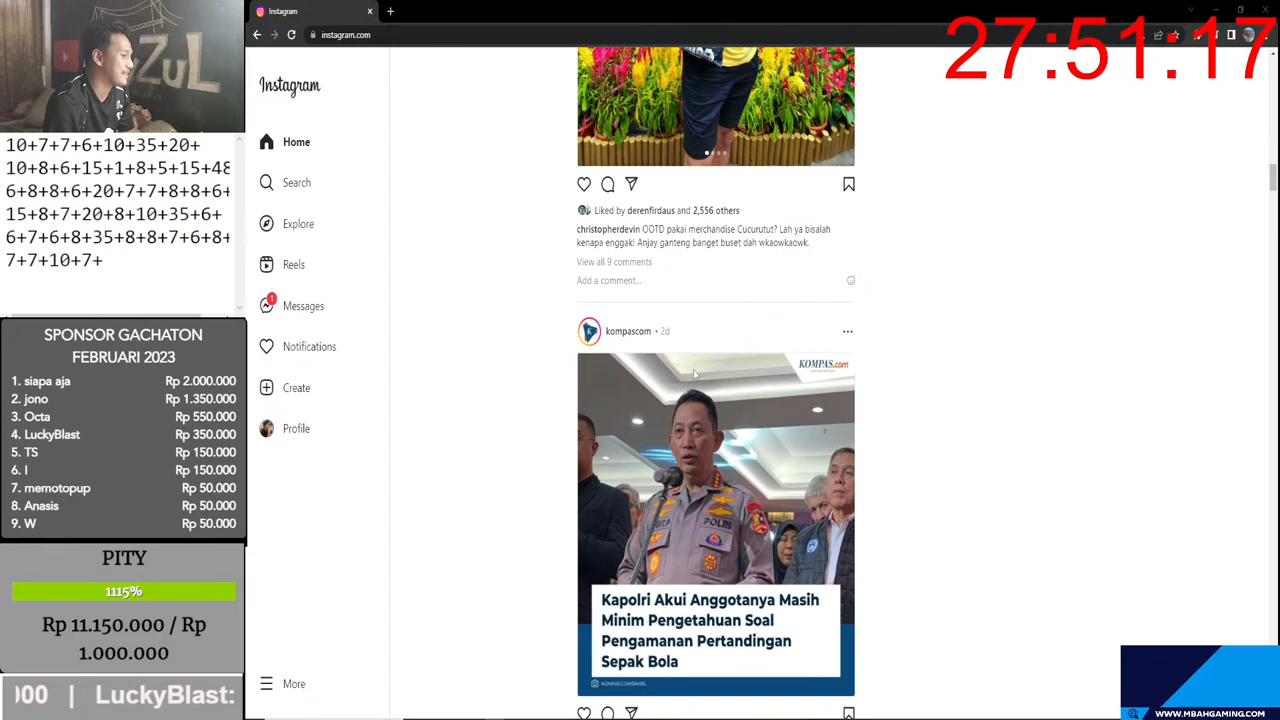 Instagram
instagram.com
27:51:17
ZUL
10+7+7+6+10+35+20+
10+8+6+15+1+8+5+15+48
6+8+8+6+20+7+7+8+8+6+
15+8+7+20+8+10+35+6+
6+7+6+8+35+8+8+7+6+8+
7+7+10+7+
SPONSOR GACHATON
FEBRUARI 2023
1. siapa aja Rp 2.000.000
2. jono Rp 1.350.000
3. Octa Rp 550.000
4. LuckyBlast Rp 350.000
5. TS Rp 150.000
6. I Rp 150.000
7. memotopup Rp 50.000
8. Anasis Rp 50.000
9. W Rp 50.000
PITY
1115%
Rp 11.150.000 / Rp
1.000.000
00 | LuckyBlast:
Instagram
Home
Search
Explore
Reels
1
Messages
Notifications
Create
Profile
More
Liked by derenfirdaus and 2,556 others
christopherdevin OOTD pakai merchandise Cucurutut? Lah ya bisalah
kenapa enggak! Anjay ganteng banget buset dah wkaowkaowk.
View all 9 comments
Add a comment...
kompascom • 2d
KOMPAS.com
POLRI
Kapolri Akui Anggotanya Masih
Minim Pengetahuan Soal
Pengamanan Pertandingan
Sepak Bola
WWW.MBAHGAMING.COM